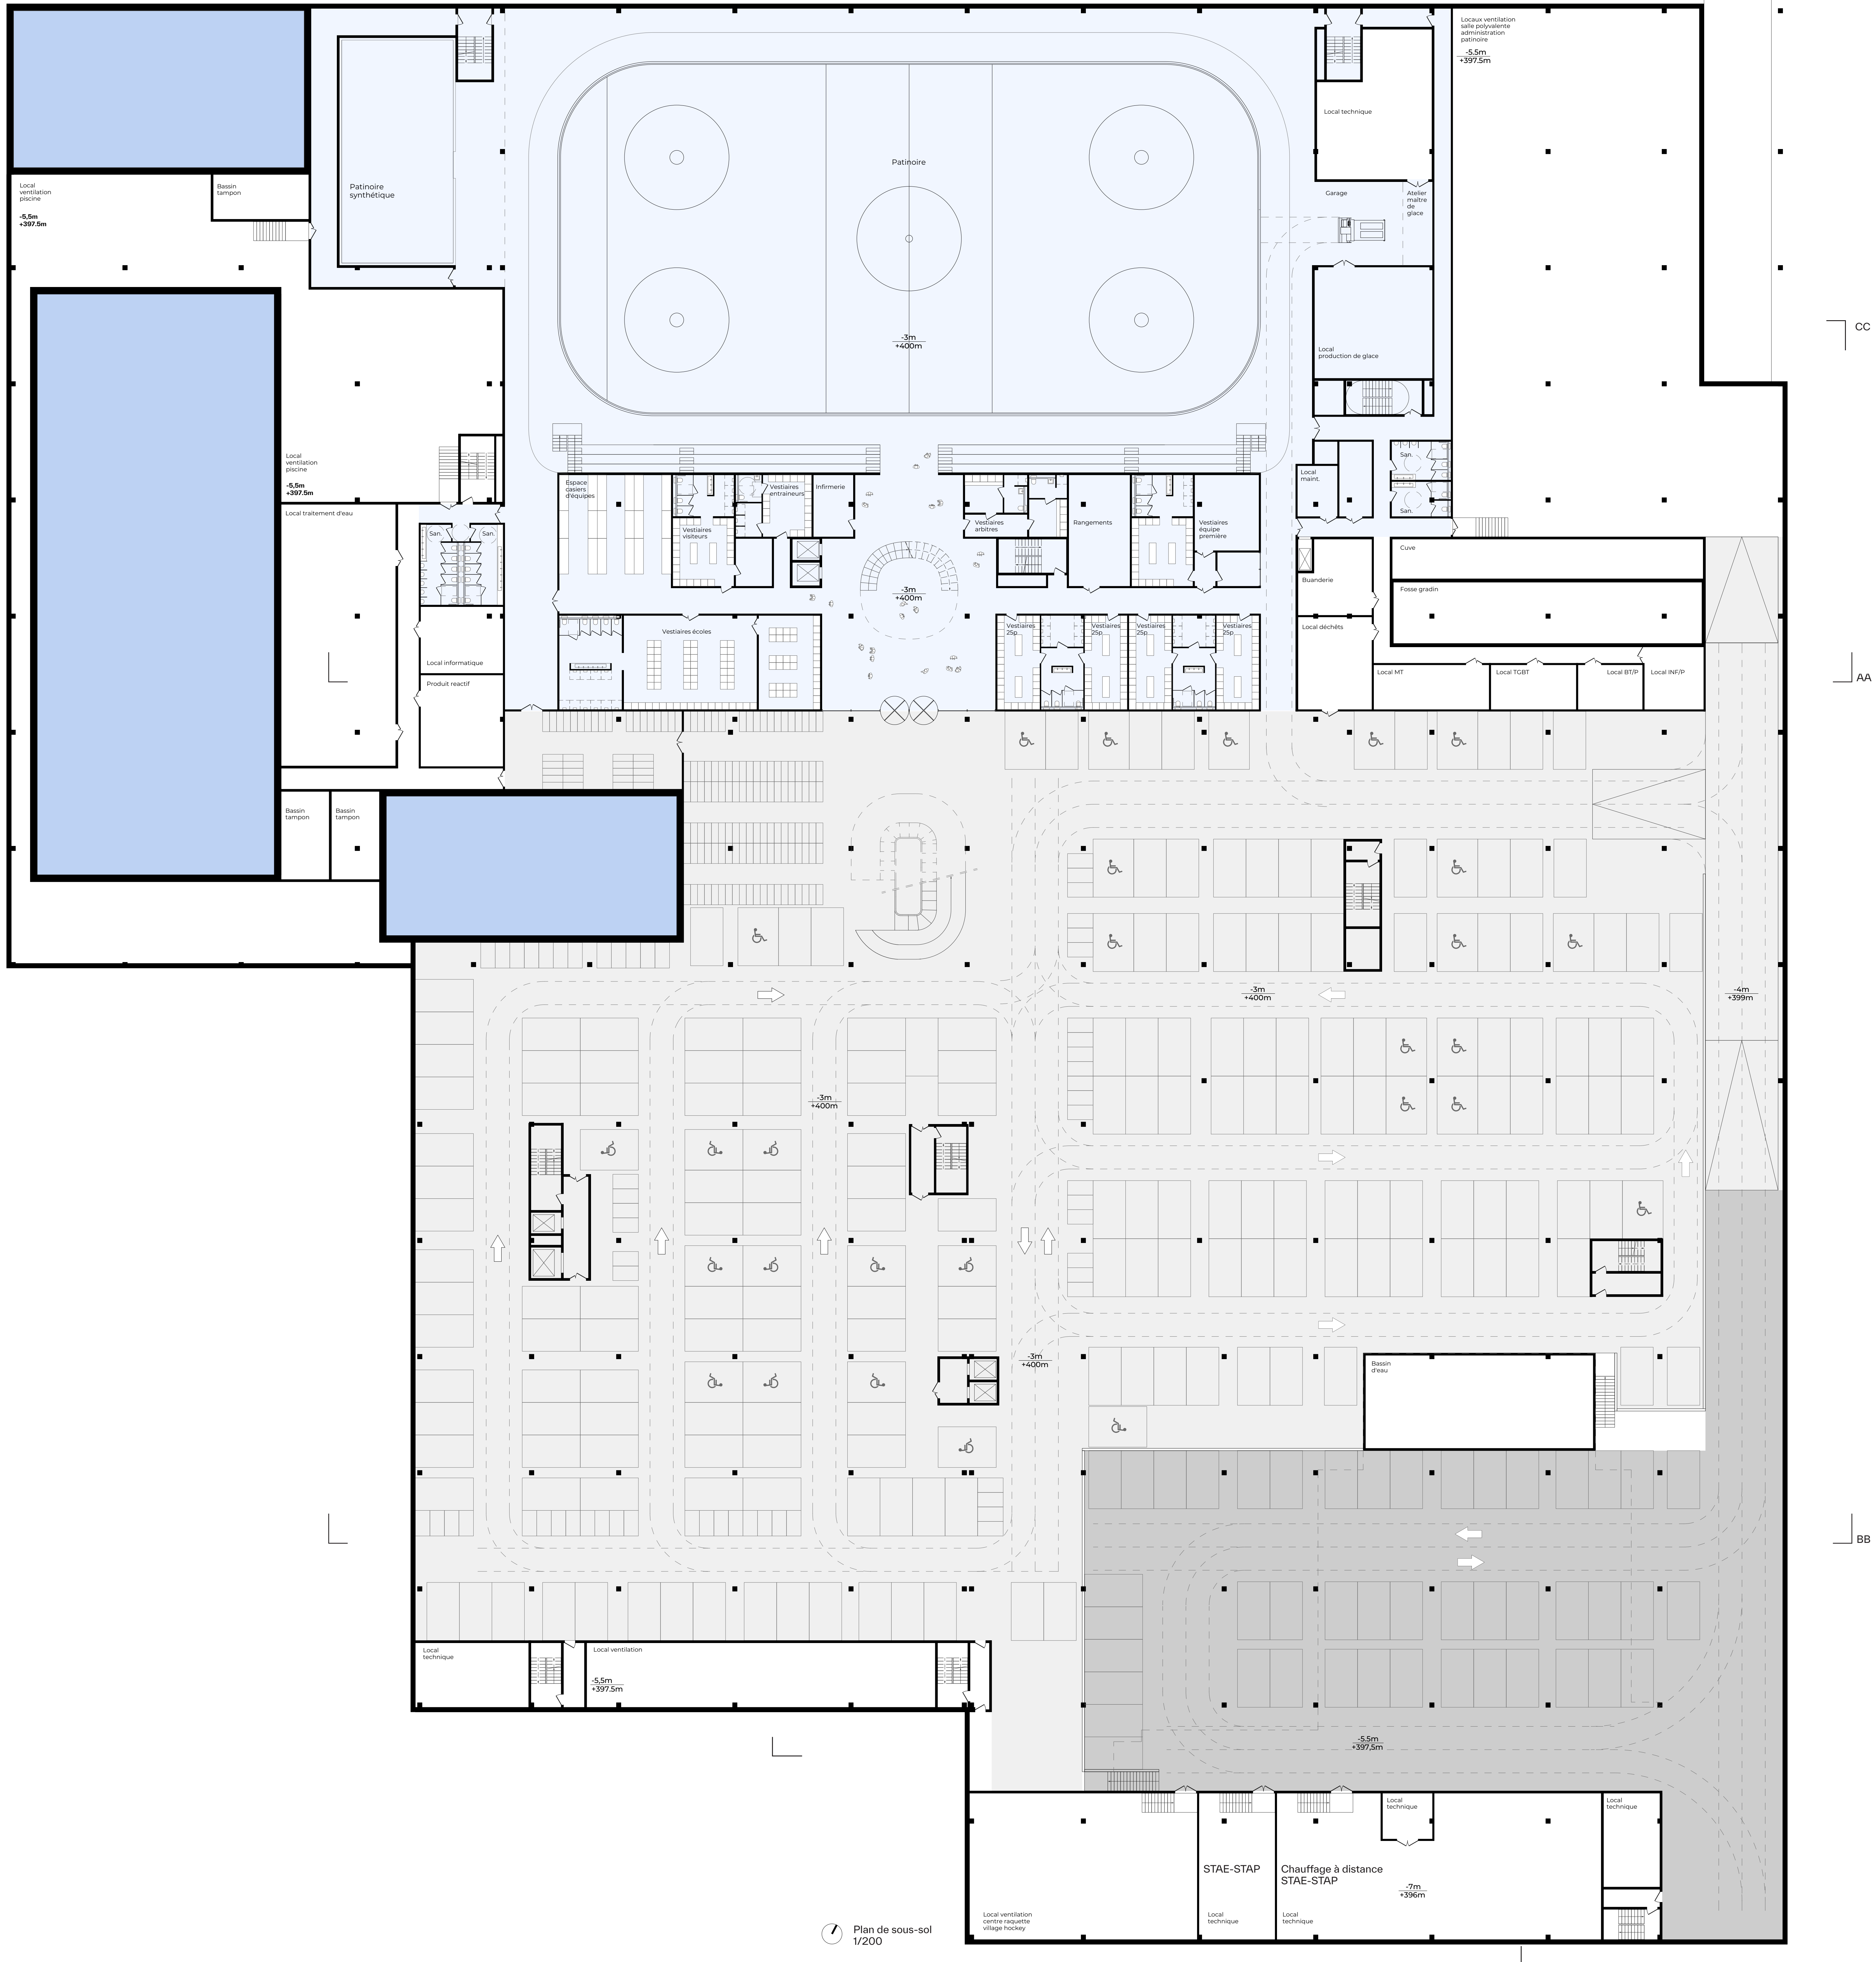 Locaux ventilation
salle polyvalente
administration
patinoire
-5.5m
+397.5m
Local technique
Patinoire
Local
ventilation
piscine
-5,5m
+397.5m
Bassin
tampon
Patinoire
synthétique
Garage
Atelier
maître
de
glace
CC
-3m
+400m
Local
production de glace
Local
ventilation
piscine
-5,5m
+397.5m
Espace
casiers
d'équipes
Vestiaires
entraineurs
Infirmerie
Vestiaires
visiteurs
Vestiaires
arbitres
Rangements
Vestiaires
équipe
première
Local
maint.
San.
San.
Local traitement d'eau
San.
San.
Cuve
Buanderie
Fosse gradin
-3m
+400m
Vestiaires écoles
Vestiaires
25p.
Vestiaires
25p.
Vestiaires
25p.
Vestiaires
25p.
Local déchêts
Local informatique
Produit reactif
Local MT
Local TGBT
Local BT/P
Local INF/P
AA
Bassin
tampon
Bassin
tampon
-3m
+400m
-4m
+399m
-3m
+400m
-3m
+400m
Bassin
d'eau
BB
Local
technique
Local ventilation
-5,5m
+397.5m
-5.5m
+397,5m
Local
technique
Local
technique
STAE-STAP
Chauffage à distance
STAE-STAP
-7m
+396m
Local ventilation
centre raquette
village hockey
Local
technique
Local
technique
Plan de sous-sol
1/200